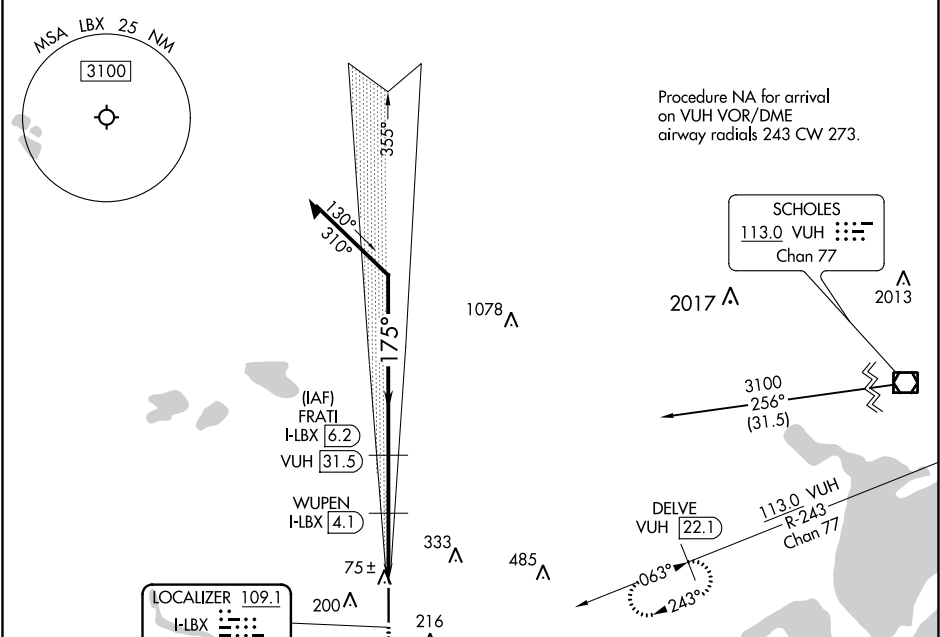 MSA LBX 25 NM
3100
355°
130°
310°
175°
Procedure NA for arrival
on VUH VOR/DME
airway radials 243 CW 273.
SCHOLES
113.0 VUH
Chan 77
2017
2013
1078
3100
256°
(31.5)
(IAF)
FRATI
I-LBX 6.2
VUH 31.5
WUPEN
I-LBX 4.1
DELVE
VUH 22.1
113.0 VUH
R-243
Chan 77
333
485
75±
063°
243°
200
216
LOCALIZER 109.1
I-LBX